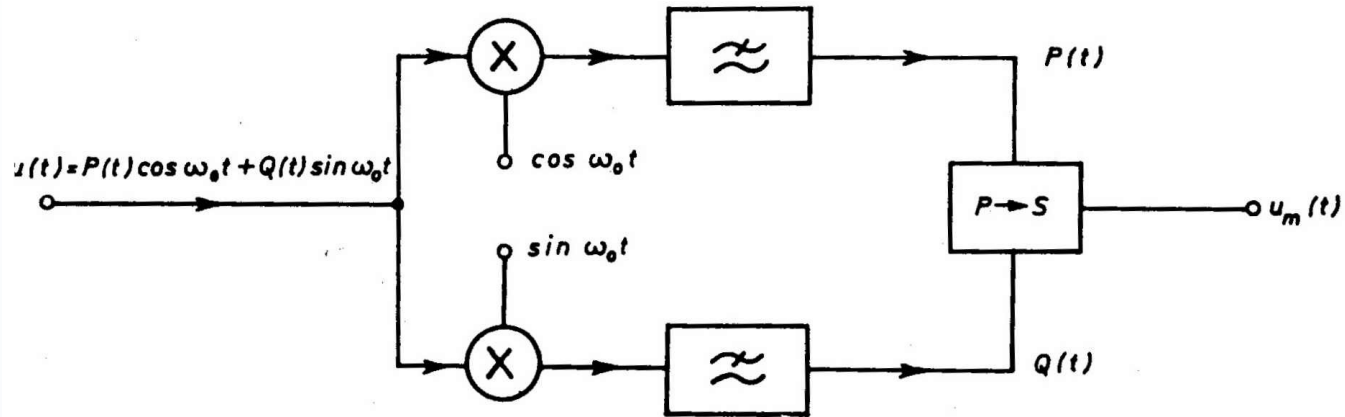 u(t)=P(t)cos ω₀t+Q(t)sin ω₀t
X
cos ω₀t
P(t)
P→S
uₘ(t)
sin ω₀t
X
Q(t)